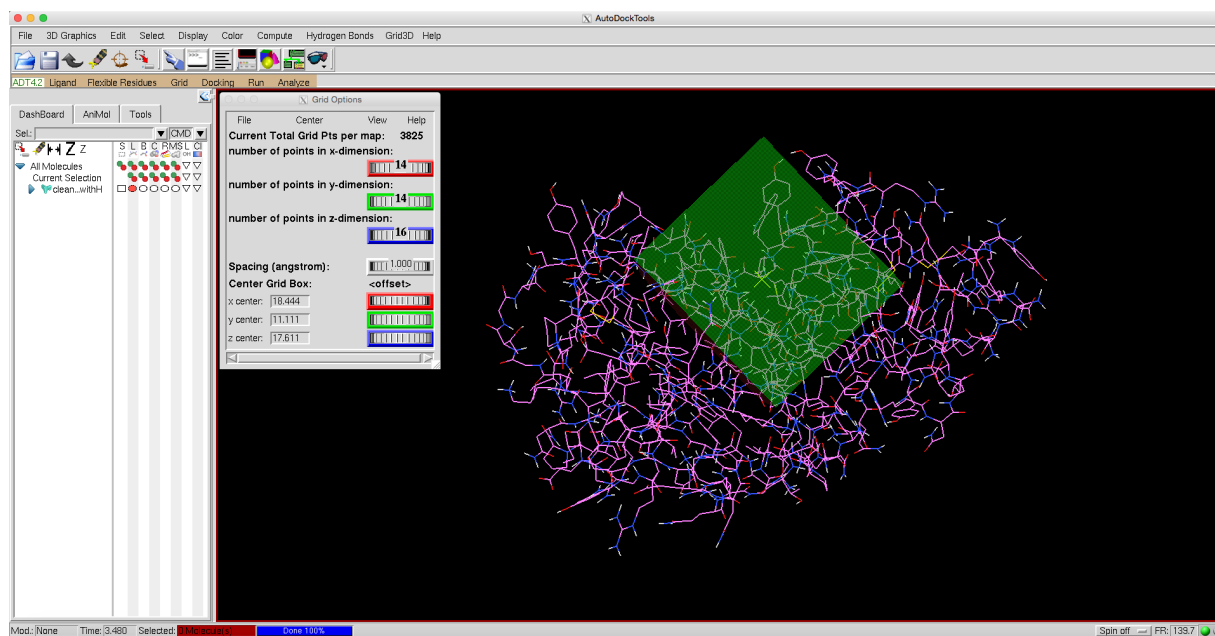 AutoDockTools
File 3D Graphics Edit Select Display Color Compute Hydrogen Bonds Grid3D Help
ADT4.2 Ligand Flexible Residues Grid Docking Run Analyze
DashBoard AniMol Tools
Sel.: CMD
Z Z S L B C R MS L Cl
All Molecules
Current Selection
clean...withH
Grid Options
File Center View Help
Current Total Grid Pts per map: 3825
number of points in x-dimension:
14
number of points in y-dimension:
14
number of points in z-dimension:
16
Spacing (angstrom): 1.000
Center Grid Box: <offset>
x center: 18.444
y center: 11.111
z center: 17.611
Mod.: None Time: 3.480 Selected: Done 100% Spin off FR: 139.7